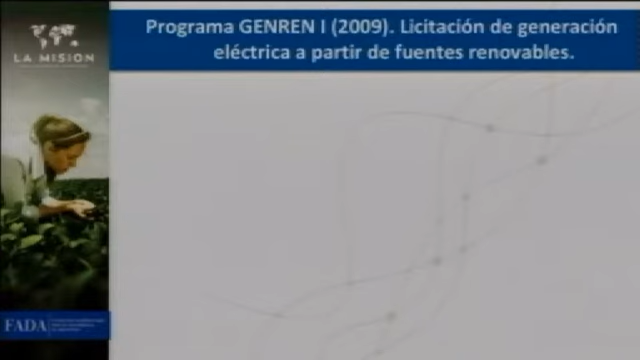 Programa GENREN I (2009). Licitación de generación
eléctrica a partir de fuentes renovables.
LA MISION
FADA